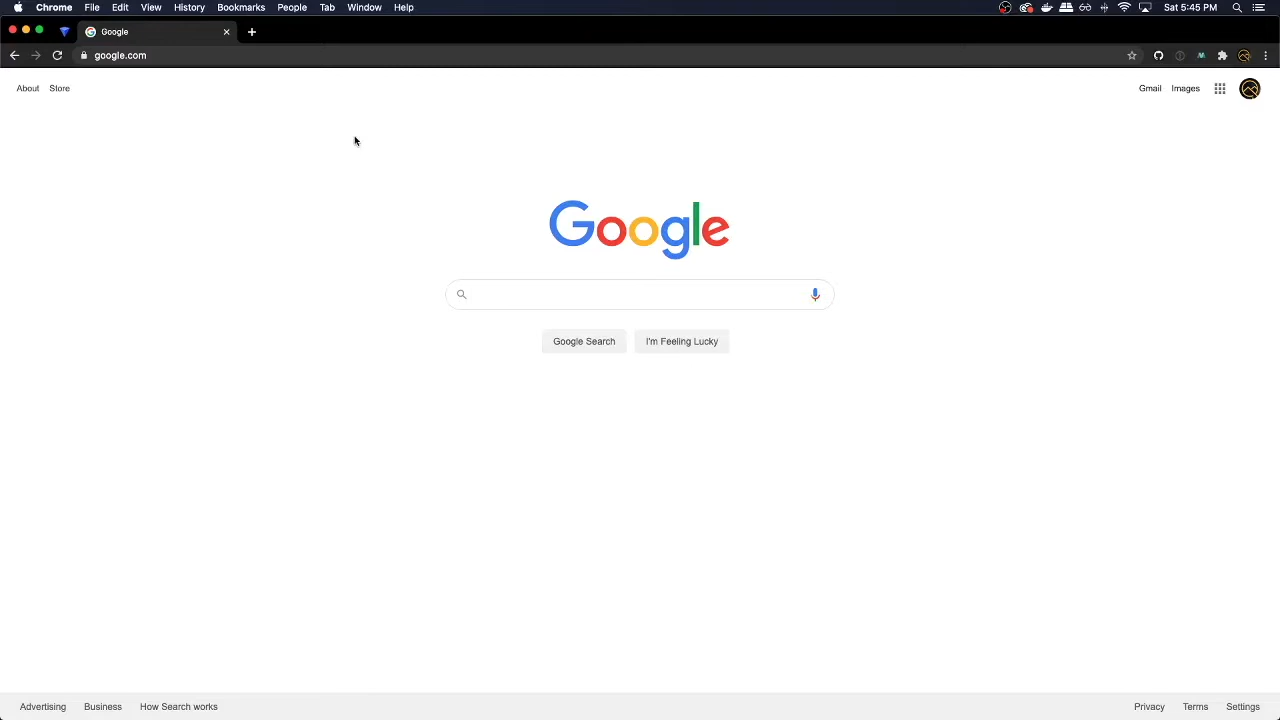 Chrome File Edit View History Bookmarks People Tab Window Help Sat 5:45 PM
Google
google.com
About Store Gmail Images
Google
Google Search I'm Feeling Lucky
Advertising Business How Search works Privacy Terms Settings